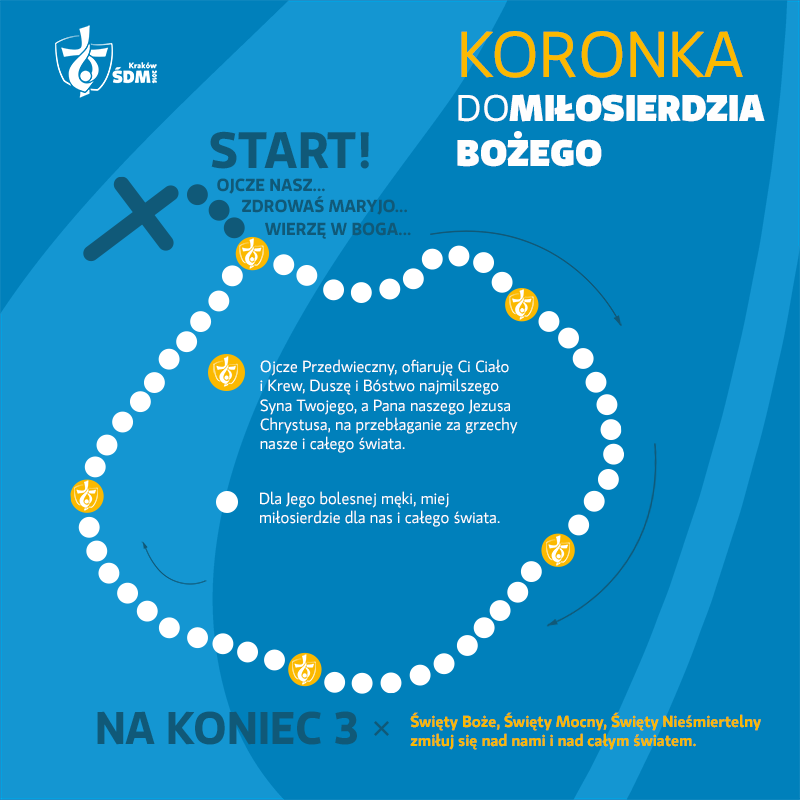 Kraków
ŚDM
2016
KORONKA
DO MIŁOSIERDZIA
BOŻEGO
START!
OJCZE NASZ...
ZDROWAŚ MARYJO...
WIERZĘ W BOGA...
Ojcze Przedwieczny, ofiaruję Ci Ciało
i Krew, Duszę i Bóstwo najmilszego
Syna Twojego, a Pana naszego Jezusa
Chrystusa, na przebłaganie za grzechy
nasze i całego świata.
Dla Jego bolesnej męki, miej
miłosierdzie dla nas i całego świata.
NA KONIEC 3 ×
Święty Boże, Święty Mocny, Święty Nieśmiertelny
zmiłuj się nad nami i nad całym światem.